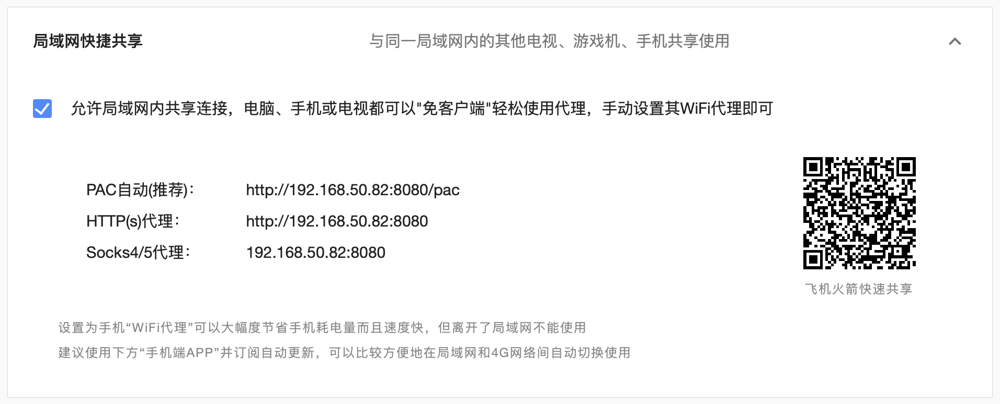 局域网快捷共享
与同一局域网内的其他电视、游戏机、手机共享使用
允许局域网内共享连接，电脑、手机或电视都可以"免客户端"轻松使用代理，手动设置其WiFi代理即可
PAC自动(推荐)： http://192.168.50.82:8080/pac
HTTP(s)代理： http://192.168.50.82:8080
Socks4/5代理： 192.168.50.82:8080
飞机火箭快速共享
设置为手机“WiFi代理”可以大幅度节省手机耗电量而且速度快，但离开了局域网不能使用
建议使用下方“手机端APP”并订阅自动更新，可以比较方便地在局域网和4G网络间自动切换使用